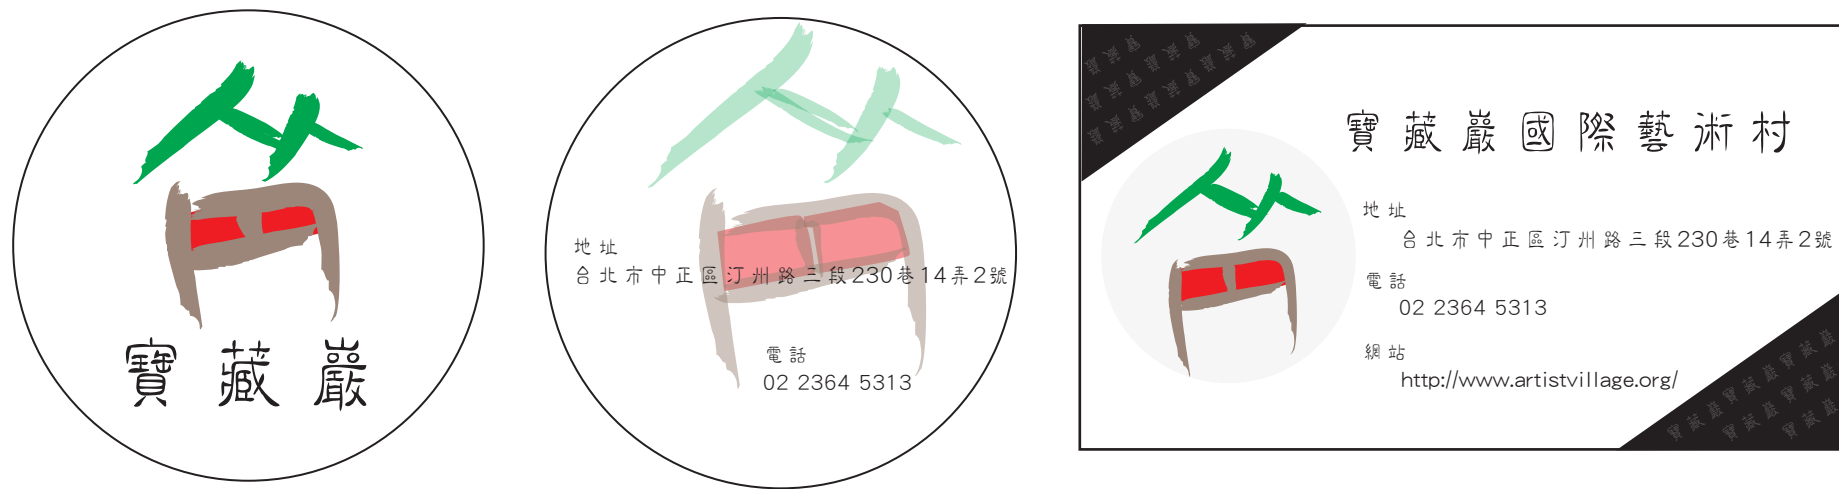 寶藏巖
地址
台北市中正區汀州路三段230巷14弄2號
電話
02 2364 5313
寶藏巖國際藝術村
地址
台北市中正區汀州路三段230巷14弄2號
電話
02 2364 5313
網站
http://www.artistvillage.org/